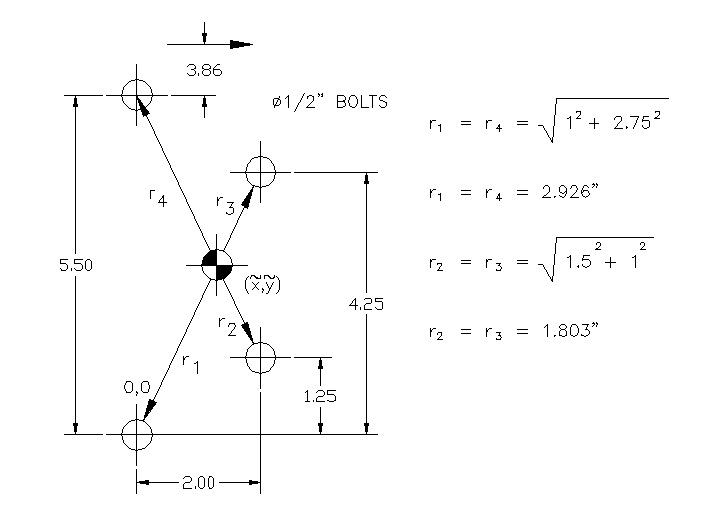 3.86
ø1/2" BOLTS
r₁ = r₄ = √1² + 2.75²
r₄
r₃
r₁ = r₄ = 2.926"
5.50
(x̃,ỹ)
r₂ = r₃ = √1.5² + 1²
4.25
r₂
r₂ = r₃ = 1.803"
r₁
0,0
1.25
2.00